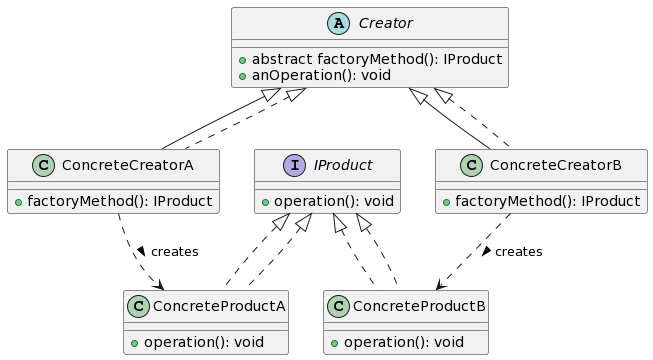 A Creator
abstract factoryMethod(): IProduct
anOperation(): void
C ConcreteCreatorA
factoryMethod(): IProduct
I IProduct
operation(): void
C ConcreteCreatorB
factoryMethod(): IProduct
creates
creates
C ConcreteProductA
operation(): void
C ConcreteProductB
operation(): void